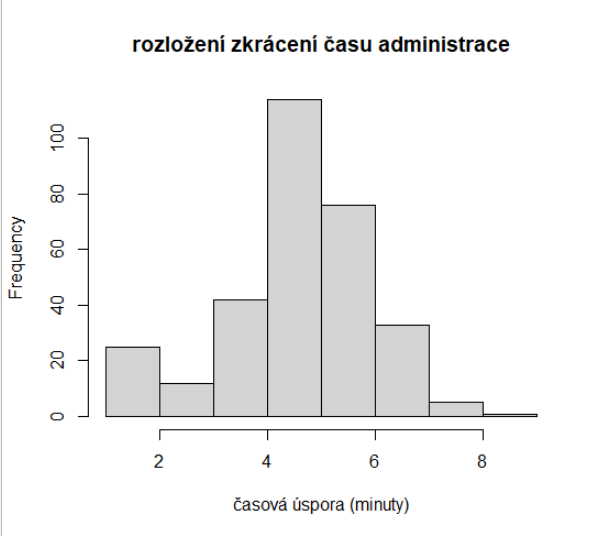 rozložení zkrácení času administrace
100
80
60
40
20
0
Frequency
2 4 6 8
časová úspora (minuty)